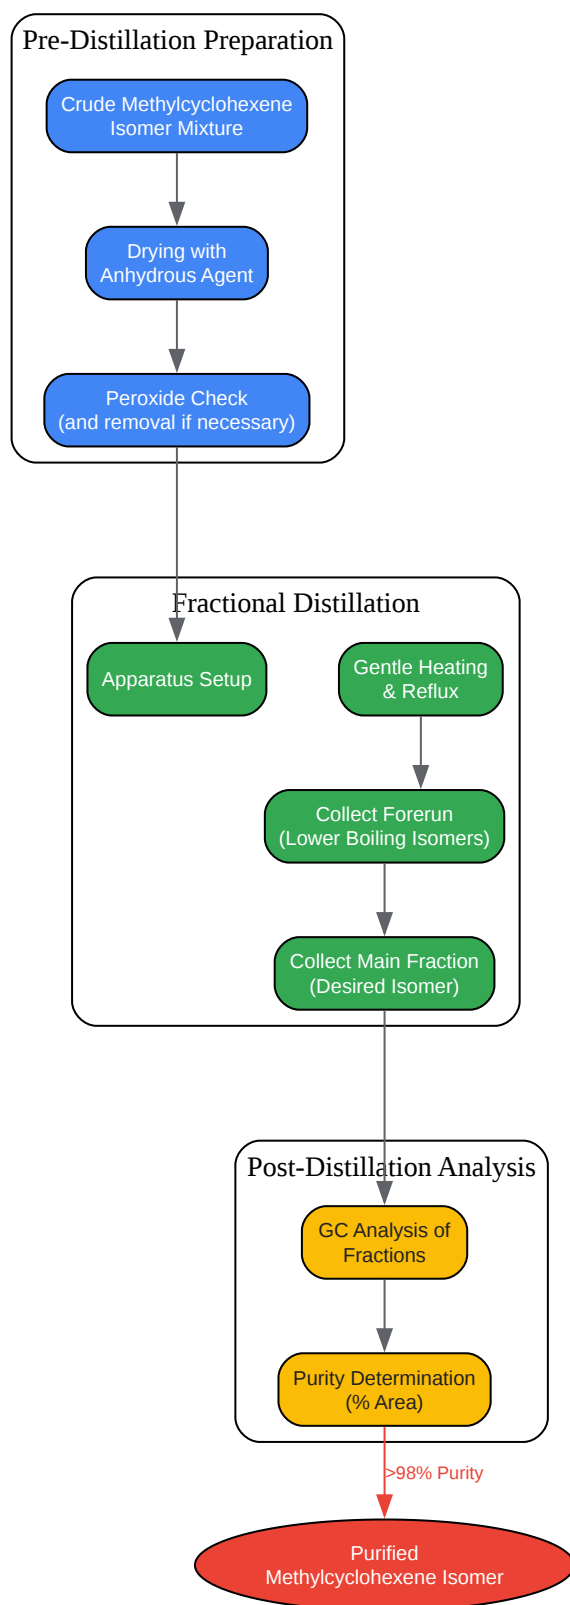 Pre-Distillation Preparation
Crude Methylcyclohexene
Isomer Mixture
Drying with
Anhydrous Agent
Peroxide Check
(and removal if necessary)
Fractional Distillation
Apparatus Setup
Gentle Heating
& Reflux
Collect Forerun
(Lower Boiling Isomers)
Collect Main Fraction
(Desired Isomer)
Post-Distillation Analysis
GC Analysis of
Fractions
Purity Determination
(% Area)
>98% Purity
Purified
Methylcyclohexene Isomer